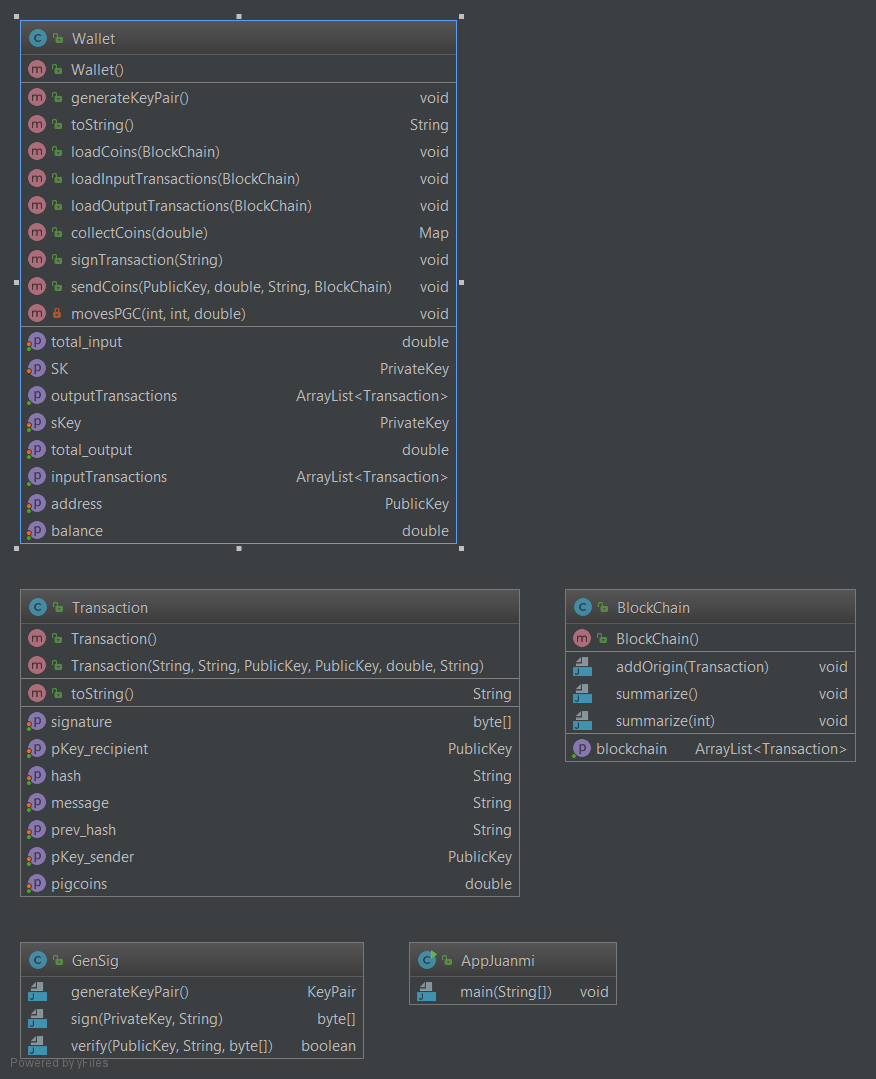 Wallet
Wallet()
generateKeyPair() void
toString() String
loadCoins(BlockChain) void
loadInputTransactions(BlockChain) void
loadOutputTransactions(BlockChain) void
collectCoins(double) Map
signTransaction(String) void
sendCoins(PublicKey, double, String, BlockChain) void
movesPGC(int, int, double) void
total_input double
SK PrivateKey
outputTransactions ArrayList<Transaction>
sKey PrivateKey
total_output double
inputTransactions ArrayList<Transaction>
address PublicKey
balance double
Transaction
Transaction()
Transaction(String, String, PublicKey, PublicKey, double, String)
toString() String
signature byte[]
pKey_recipient PublicKey
hash String
message String
prev_hash String
pKey_sender PublicKey
pigcoins double
BlockChain
BlockChain()
addOrigin(Transaction) void
summarize() void
summarize(int) void
blockchain ArrayList<Transaction>
GenSig
generateKeyPair() KeyPair
sign(PrivateKey, String) byte[]
verify(PublicKey, String, byte[]) boolean
AppJuanmi
main(String[]) void
Powered by yFiles